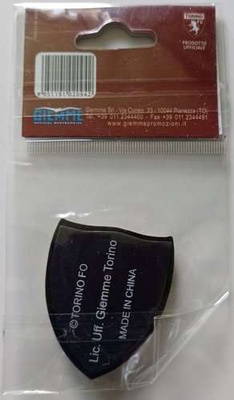 TORINO
PRODOTTO
UFFICIALE
GIEMME
Giemme Srl - Via Cuneo, 33 - 10044 Pianezza (TO)
Tel. +39 011.2344400 - Fax +39 011.2344491
www.giemmepromozioni.it
© TORINO FC
Lic. Uff. Giemme Torino
MADE IN CHINA